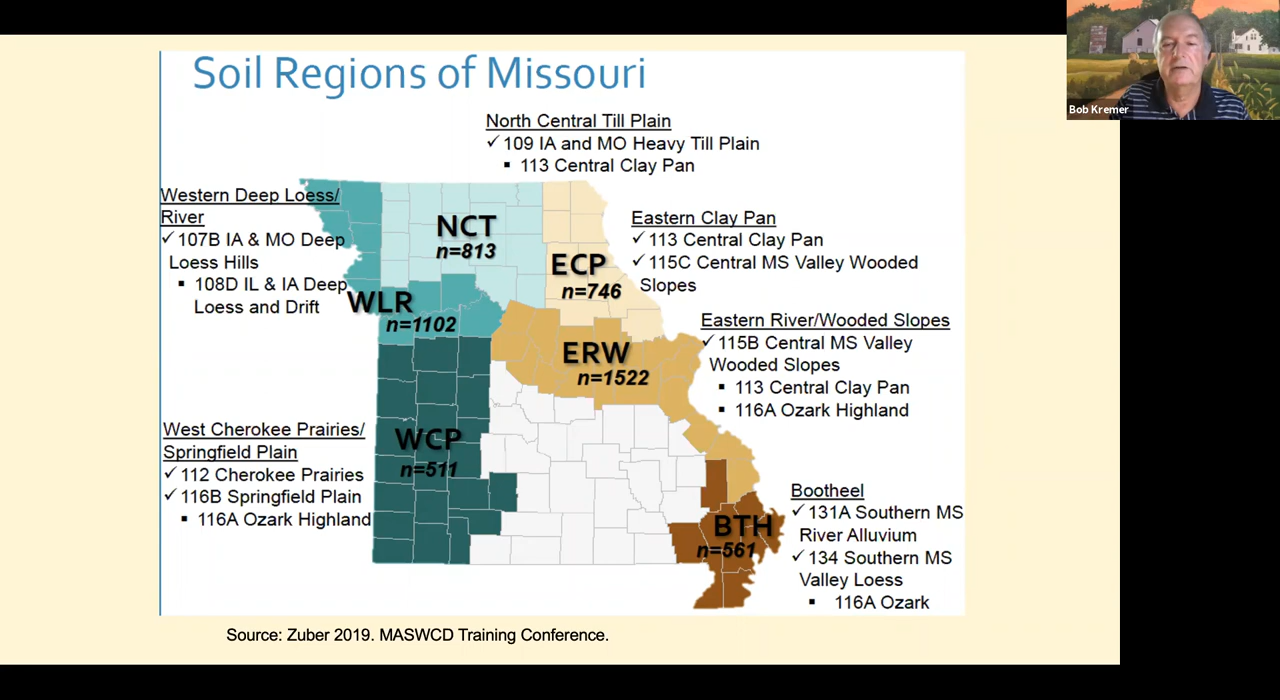 Soil Regions of Missouri
Bob Kremer
North Central Till Plain
✓ 109 IA and MO Heavy Till Plain
▪ 113 Central Clay Pan
Western Deep Loess/
River
✓ 107B IA & MO Deep
Loess Hills
▪ 108D IL & IA Deep
Loess and Drift
NCT
n=813
Eastern Clay Pan
✓ 113 Central Clay Pan
✓ 115C Central MS Valley Wooded
Slopes
ECP
n=746
WLR
n=1102
Eastern River/Wooded Slopes
✓ 115B Central MS Valley
Wooded Slopes
▪ 113 Central Clay Pan
▪ 116A Ozark Highland
ERW
n=1522
West Cherokee Prairies/
Springfield Plain
✓ 112 Cherokee Prairies
✓ 116B Springfield Plain
▪ 116A Ozark Highland
WCP
n=511
Bootheel
✓ 131A Southern MS
River Alluvium
✓ 134 Southern MS
Valley Loess
▪ 116A Ozark
BTH
n=561
Source: Zuber 2019. MASWCD Training Conference.